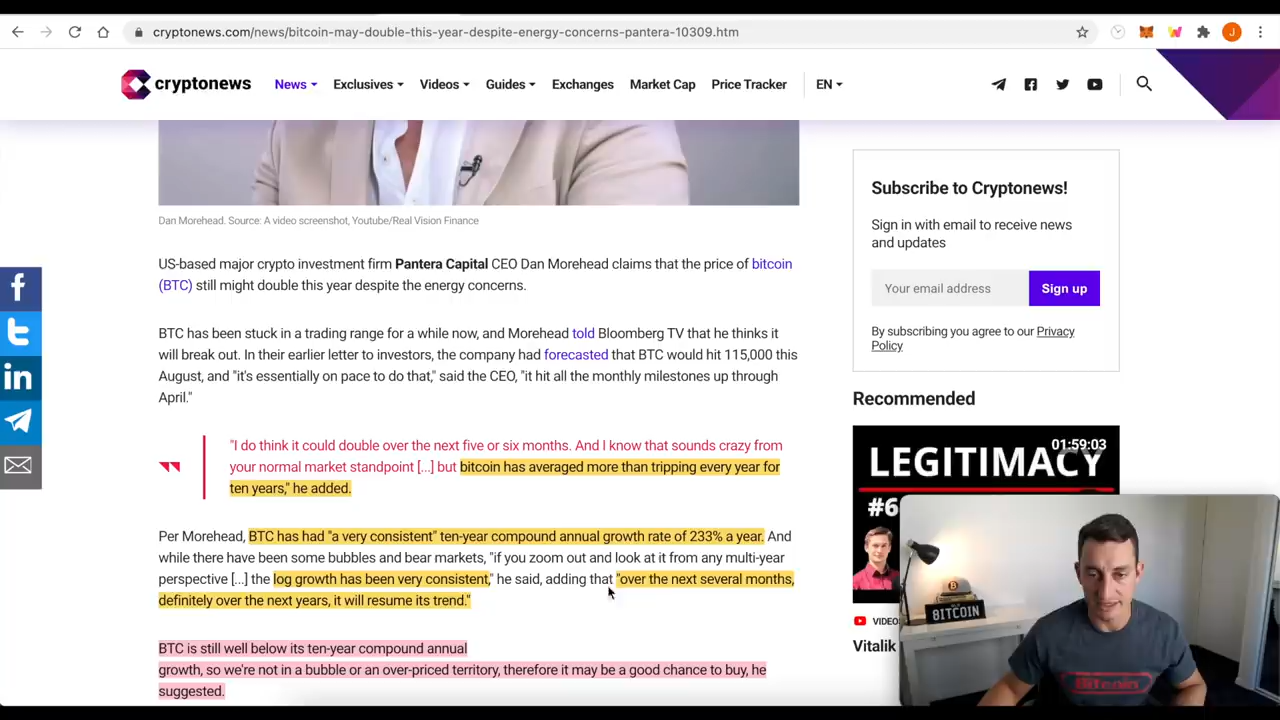 cryptonews.com/news/bitcoin-may-double-this-year-despite-energy-concerns-pantera-10309.htm
J
cryptonews
News
Exclusives
Videos
Guides
Exchanges
Market Cap
Price Tracker
EN
Dan Morehead. Source: A video screenshot, Youtube/Real Vision Finance
US-based major crypto investment firm Pantera Capital CEO Dan Morehead claims that the price of bitcoin
(BTC) still might double this year despite the energy concerns.
BTC has been stuck in a trading range for a while now, and Morehead told Bloomberg TV that he thinks it
will break out. In their earlier letter to investors, the company had forecasted that BTC would hit 115,000 this
August, and "it's essentially on pace to do that," said the CEO, "it hit all the monthly milestones up through
April."
"I do think it could double over the next five or six months. And I know that sounds crazy from
your normal market standpoint [...] but bitcoin has averaged more than tripping every year for
ten years," he added.
Per Morehead, BTC has had "a very consistent" ten-year compound annual growth rate of 233% a year. And
while there have been some bubbles and bear markets, "if you zoom out and look at it from any multi-year
perspective [...] the log growth has been very consistent," he said, adding that "over the next several months,
definitely over the next years, it will resume its trend."
BTC is still well below its ten-year compound annual
growth, so we're not in a bubble or an over-priced territory, therefore it may be a good chance to buy, he
suggested.
Subscribe to Cryptonews!
Sign in with email to receive news
and updates
Your email address
Sign up
By subscribing you agree to our Privacy
Policy
Recommended
01:59:03
LEGITIMACY
#6
VIDEO
Vitalik
BITCOIN
Bitcoin